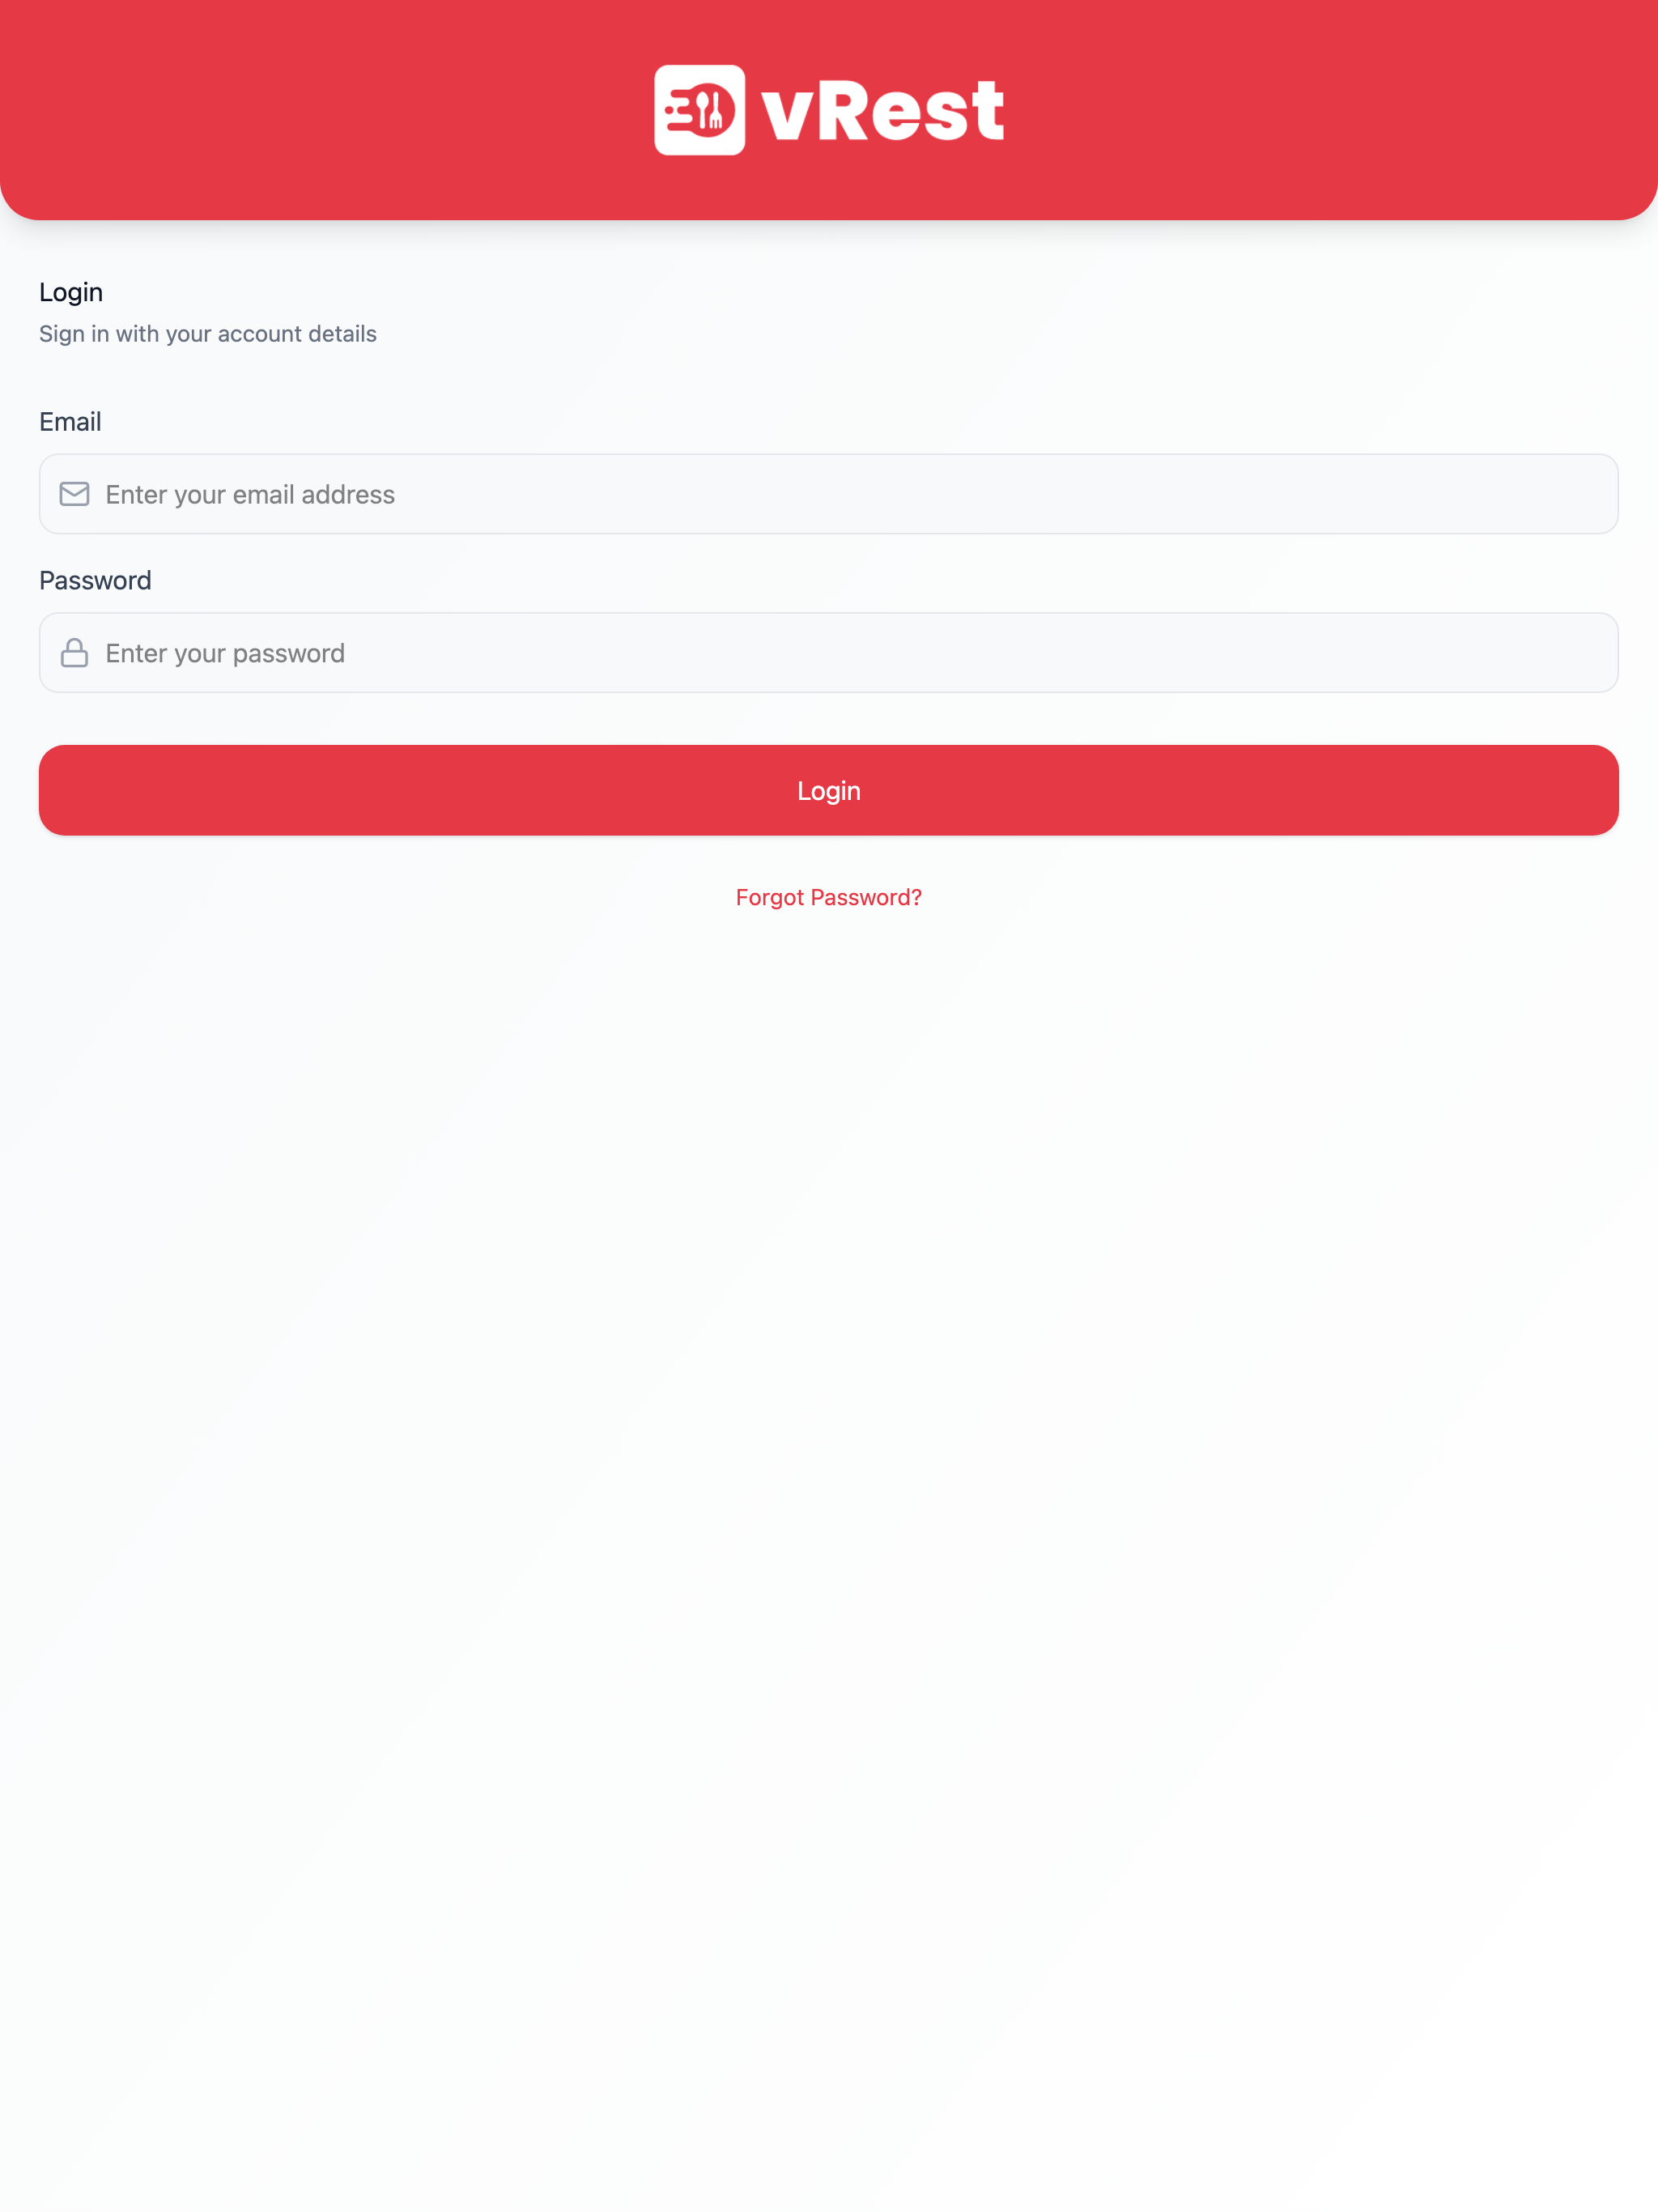 vRest
Login
Sign in with your account details
Email
Enter your email address
Password
Enter your password
Login
Forgot Password?